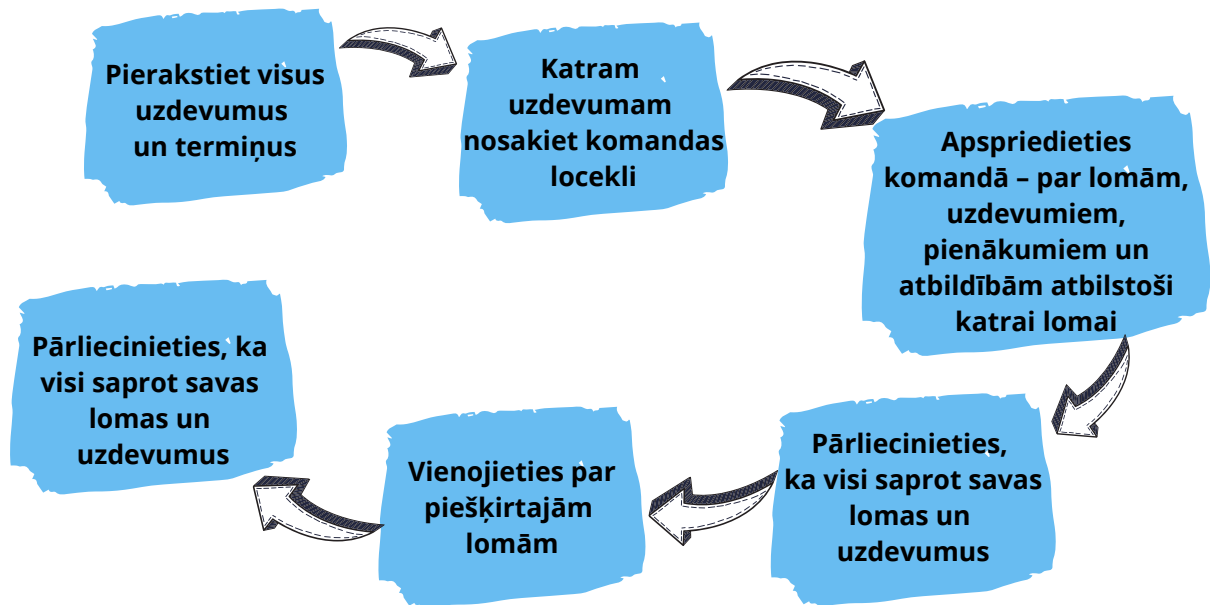 Pierakstiet visus
uzdevumus
un termiņus
Katram
uzdevumam
nosakiet komandas
locekli
Apspriedieties
komandā – par lomām,
uzdevumiem,
pienākumiem un
atbildībām atbilstoši
katrai lomai
Pārliecinieties,
ka visi saprot savas
lomas un
uzdevumus
Vienojieties par
piešķirtajām
lomām
Pārliecinieties, ka
visi saprot savas
lomas un
uzdevumus